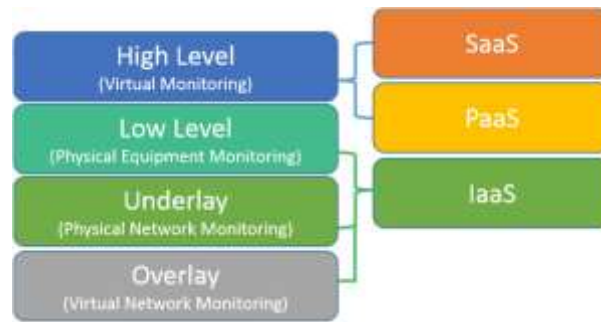 High Level
(Virtual Monitoring)
Low Level
(Physical Equipment Monitoring)
Underlay
(Physical Network Monitoring)
Overlay
(Virtual Network Monitoring)
SaaS
PaaS
IaaS